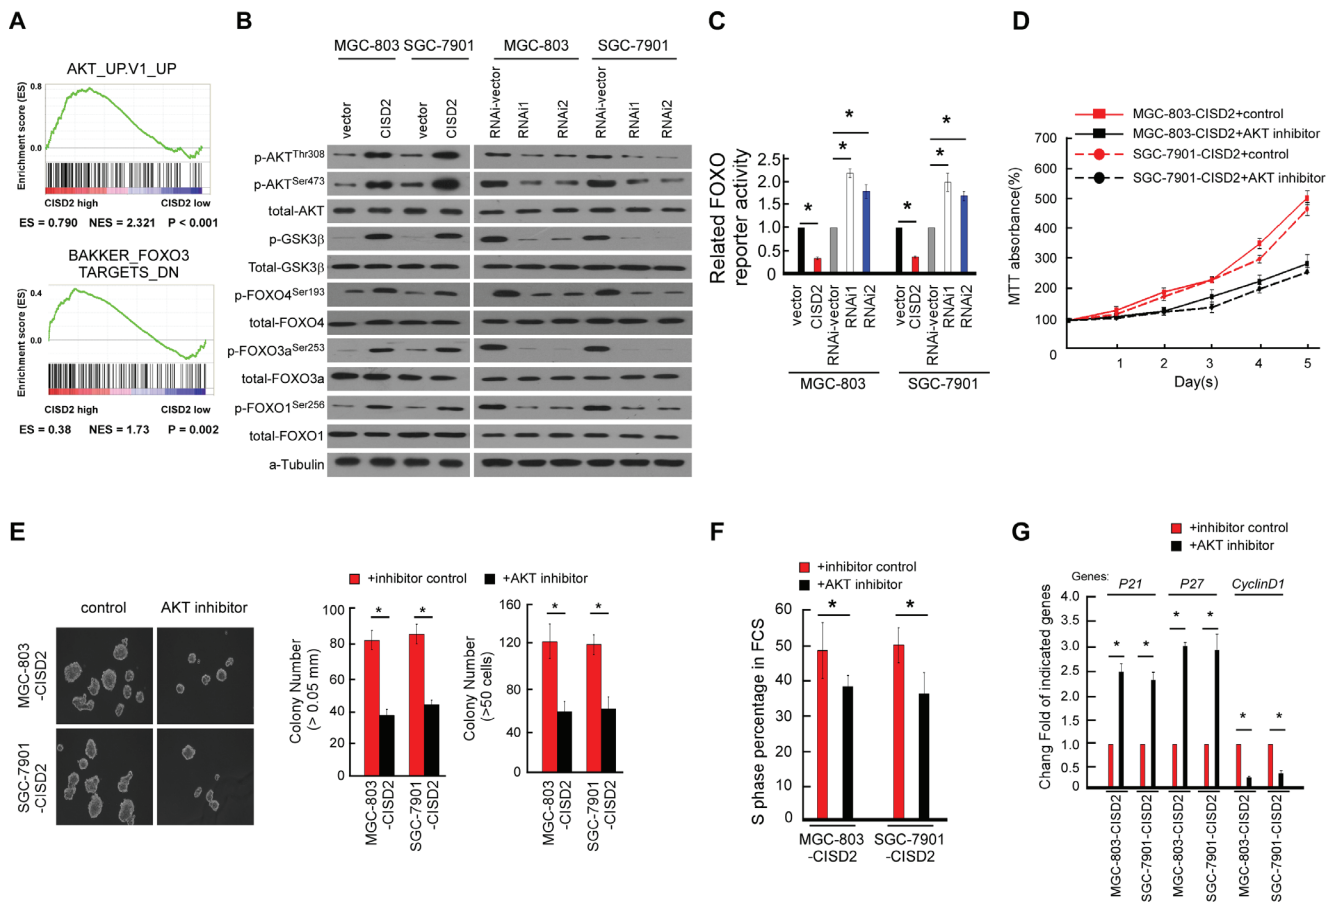 A
AKT_UP.V1_UP
Enrichment score (ES)
0.8
0.0
CISD2 high
CISD2 low
ES = 0.790 NES = 2.321 P < 0.001
BAKKER_FOXO3
TARGETS_DN
Enrichment score (ES)
0.4
0.0
CISD2 high
CISD2 low
ES = 0.38 NES = 1.73 P = 0.002
B
MGC-803 SGC-7901 MGC-803 SGC-7901
vector
CISD2
vector
CISD2
RNAi-vector
RNAi1
RNAi2
RNAi-vector
RNAi1
RNAi2
p-AKTThr308
p-AKTSer473
total-AKT
p-GSK3β
Total-GSK3β
p-FOXO4Ser193
total-FOXO4
p-FOXO3aSer253
total-FOXO3a
p-FOXO1Ser256
total-FOXO1
a-Tubulin
C
Related FOXO
reporter activity
2.5
2.0
1.5
1.0
0.5
0
* * * * * *
vector
CISD2
RNAi-vector
RNAi1
RNAi2
vector
CISD2
RNAi-vector
RNAi1
RNAi2
MGC-803
SGC-7901
D
MGC-803-CISD2+control
MGC-803-CISD2+AKT inhibitor
SGC-7901-CISD2+control
SGC-7901-CISD2+AKT inhibitor
MTT absorbance(%)
700
600
500
400
300
200
100
0
1 2 3 4 5
Day(s)
E
control
AKT inhibitor
MGC-803
-CISD2
SGC-7901
-CISD2
+inhibitor control
+AKT inhibitor
Colony Number
(> 0.05 mm)
100
80
60
40
20
0
* *
MGC-803
-CISD2
SGC-7901
-CISD2
Colony Number
(>50 cells)
160
120
80
40
0
* *
MGC-803
-CISD2
SGC-7901
-CISD2
F
+inhibitor control
+AKT inhibitor
S phase percentage in FCS
60
50
40
30
20
10
0
* *
MGC-803
-CISD2
SGC-7901
-CISD2
G
+inhibitor control
+AKT inhibitor
Genes: P21 P27 CyclinD1
Chang Fold of indicated genes
4.0
3.5
3.0
2.5
2.0
1.5
1.0
0.5
0
* * * * * *
MGC-803-CISD2
SGC-7901-CISD2
MGC-803-CISD2
SGC-7901-CISD2
MGC-803-CISD2
SGC-7901-CISD2